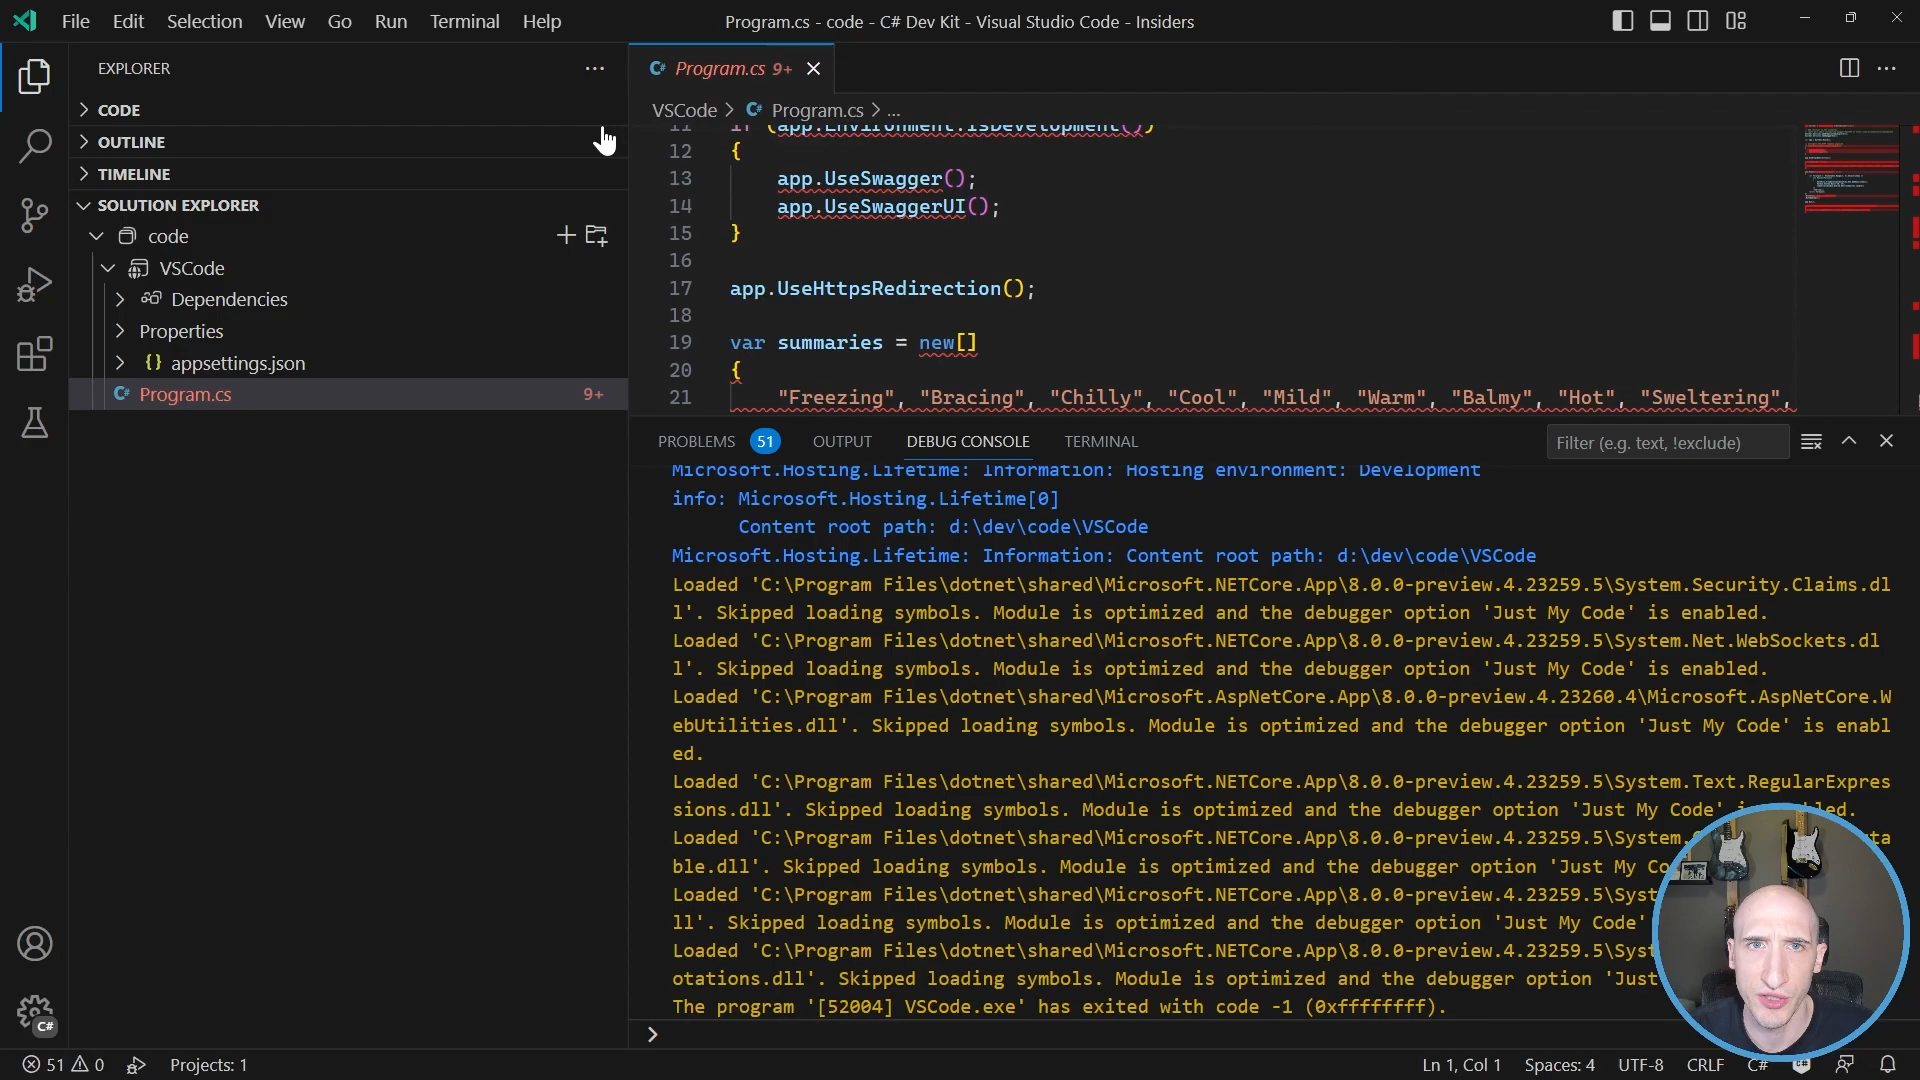 File Edit Selection View Go Run Terminal Help
Program.cs - code - C# Dev Kit - Visual Studio Code - Insiders
EXPLORER
CODE
OUTLINE
TIMELINE
SOLUTION EXPLORER
code
VSCode
Dependencies
Properties
{} appsettings.json
C# Program.cs 9+
C# Program.cs 9+
VSCode > C# Program.cs > ...
11 if (app.Environment.IsDevelopment())
12 {
13 app.UseSwagger();
14 app.UseSwaggerUI();
15 }
16
17 app.UseHttpsRedirection();
18
19 var summaries = new[]
20 {
21 "Freezing", "Bracing", "Chilly", "Cool", "Mild", "Warm", "Balmy", "Hot", "Sweltering",
PROBLEMS 51 OUTPUT DEBUG CONSOLE TERMINAL
Filter (e.g. text, !exclude)
Microsoft.Hosting.Lifetime: Information: Hosting environment: Development
info: Microsoft.Hosting.Lifetime[0]
Content root path: d:\dev\code\VSCode
Microsoft.Hosting.Lifetime: Information: Content root path: d:\dev\code\VSCode
Loaded 'C:\Program Files\dotnet\shared\Microsoft.NETCore.App\8.0.0-preview.4.23259.5\System.Security.Claims.dl
l'. Skipped loading symbols. Module is optimized and the debugger option 'Just My Code' is enabled.
Loaded 'C:\Program Files\dotnet\shared\Microsoft.NETCore.App\8.0.0-preview.4.23259.5\System.Net.WebSockets.dl
l'. Skipped loading symbols. Module is optimized and the debugger option 'Just My Code' is enabled.
Loaded 'C:\Program Files\dotnet\shared\Microsoft.AspNetCore.App\8.0.0-preview.4.23260.4\Microsoft.AspNetCore.W
ebUtilities.dll'. Skipped loading symbols. Module is optimized and the debugger option 'Just My Code' is enabl
ed.
Loaded 'C:\Program Files\dotnet\shared\Microsoft.NETCore.App\8.0.0-preview.4.23259.5\System.Text.RegularExpres
sions.dll'. Skipped loading symbols. Module is optimized and the debugger option 'Just My Code'
Loaded 'C:\Program Files\dotnet\shared\Microsoft.NETCore.App\8.0.0-preview.4.23259.5\System.
ble.dll'. Skipped loading symbols. Module is optimized and the debugger option 'Just My Co
Loaded 'C:\Program Files\dotnet\shared\Microsoft.NETCore.App\8.0.0-preview.4.23259.5\Syst
ll'. Skipped loading symbols. Module is optimized and the debugger option 'Just My Code'
Loaded 'C:\Program Files\dotnet\shared\Microsoft.NETCore.App\8.0.0-preview.4.23259.5\Syst
otations.dll'. Skipped loading symbols. Module is optimized and the debugger option 'Just
The program '[52004] VSCode.exe' has exited with code -1 (0xffffffff).
51 0 Projects: 1
Ln 1, Col 1 Spaces: 4 UTF-8 CRLF C#